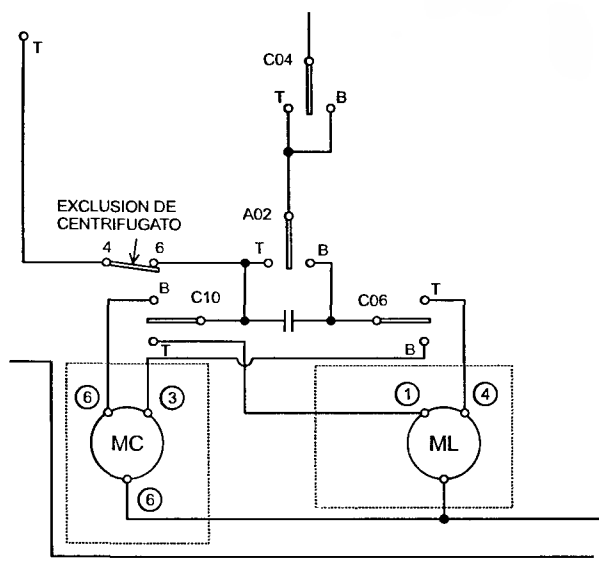 T
C04
T
B
EXCLUSION DE
CENTRIFUGATO
A02
4
6
T
B
B
C10
C06
T
T
B
6
3
1
4
MC
ML
6